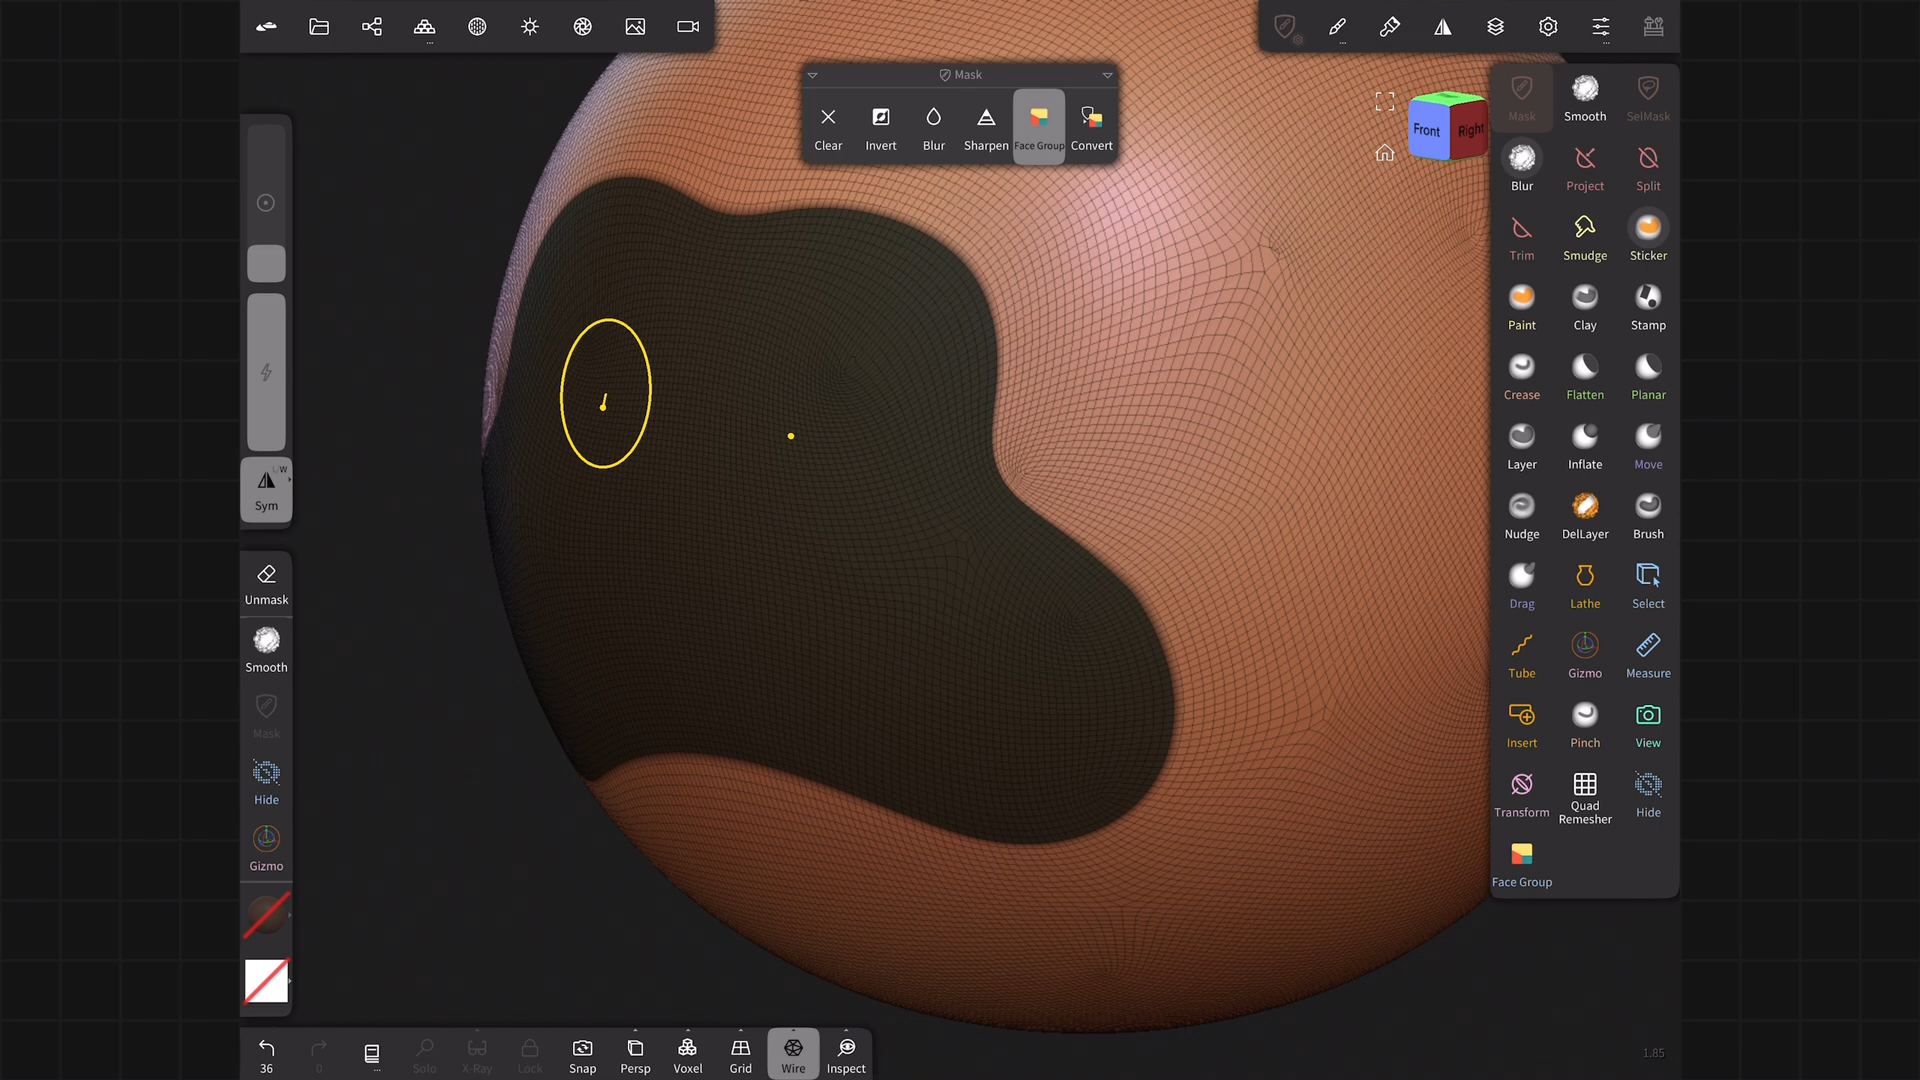 Mask
Clear
Invert
Blur
Sharpen
Face Group
Convert
Front
Right
Mask
Smooth
SelMask
Blur
Project
Split
Trim
Smudge
Sticker
Paint
Clay
Stamp
Crease
Flatten
Planar
Layer
Inflate
Move
Nudge
DelLayer
Brush
Drag
Lathe
Select
Tube
Gizmo
Measure
Insert
Pinch
View
Transform
Quad
Remesher
Hide
Face Group
Sym
Unmask
Smooth
Mask
Hide
Gizmo
36
0
...
Solo
X-Ray
Lock
Snap
Persp
Voxel
Grid
Wire
Inspect
1.85